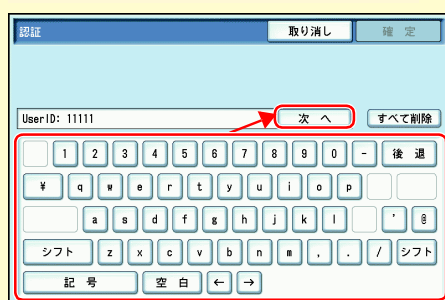 認証 取り消し 確定
UserID: 11111 次へ すべて削除
1 2 3 4 5 6 7 8 9 0 - 後退
¥ q w e r t y u i o p
a s d f g h j k l ' @
シフト z x c v b n m , . / シフト
記号 空白 ← →